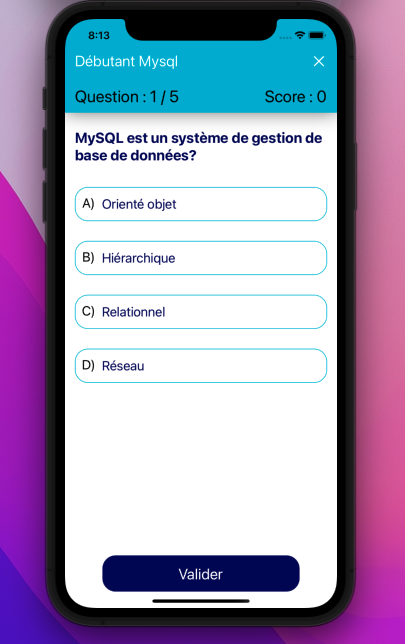 8:13
Débutant Mysql
Question : 1 / 5 Score : 0
MySQL est un système de gestion de
base de données?
A) Orienté objet
B) Hiérarchique
C) Relationnel
D) Réseau
Valider